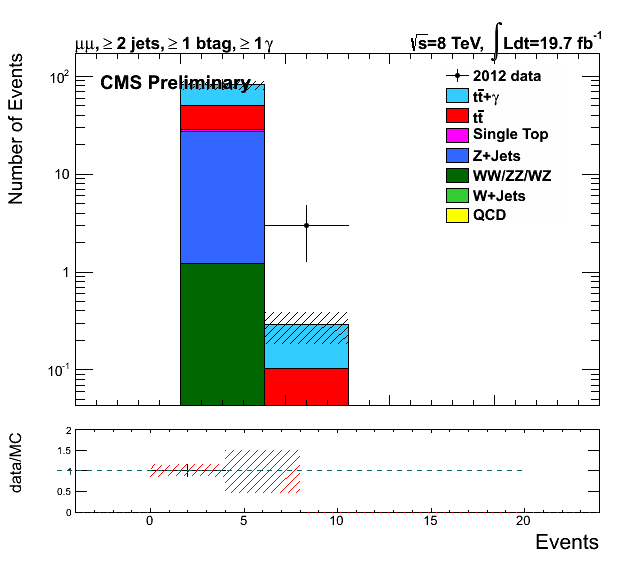 μμ, ≥ 2 jets, ≥ 1 btag, ≥ 1 γ
√s=8 TeV, ∫ Ldt=19.7 fb⁻¹
CMS Preliminary
Number of Events
10²
10
1
10⁻¹
2012 data
tt̄+γ
tt̄
Single Top
Z+Jets
WW/ZZ/WZ
W+Jets
QCD
data/MC
2
1.5
1
0.5
0
0 5 10 15 20
Events